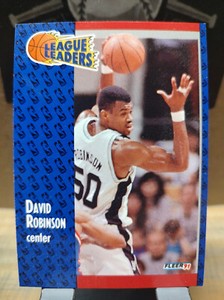 LEAGUE
LEADERS
ROBINSON
50
DAVID
ROBINSON
center
FLEER 91